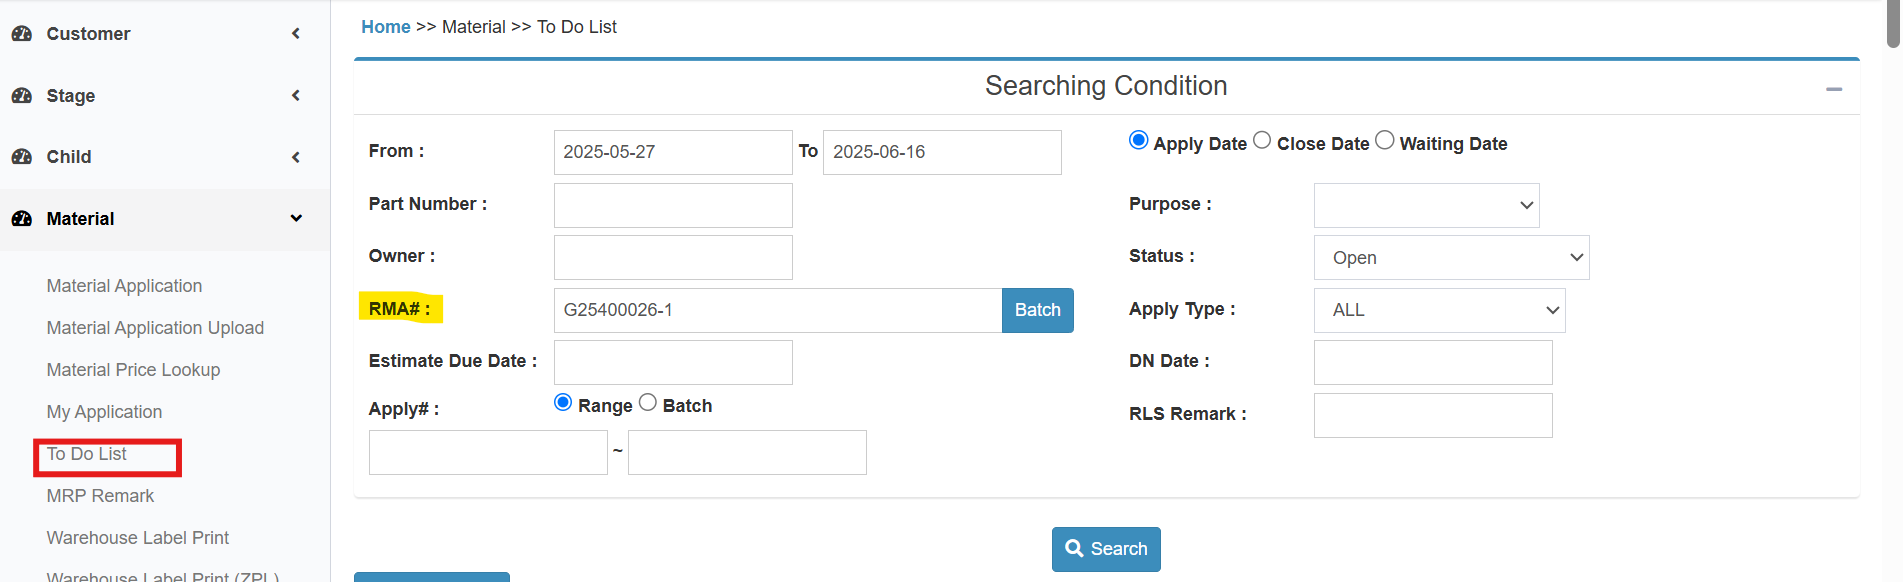 Customer
Stage
Child
Material
Material Application
Material Application Upload
Material Price Lookup
My Application
To Do List
MRP Remark
Warehouse Label Print
Warehouse Label Print (ZPL)
Home >> Material >> To Do List
Searching Condition
From : 2025-05-27 To 2025-06-16 Apply Date Close Date Waiting Date
Part Number : Purpose :
Owner : Status : Open
RMA# : G25400026-1 Batch Apply Type : ALL
Estimate Due Date : DN Date :
Apply# : Range Batch RLS Remark :
~
Search